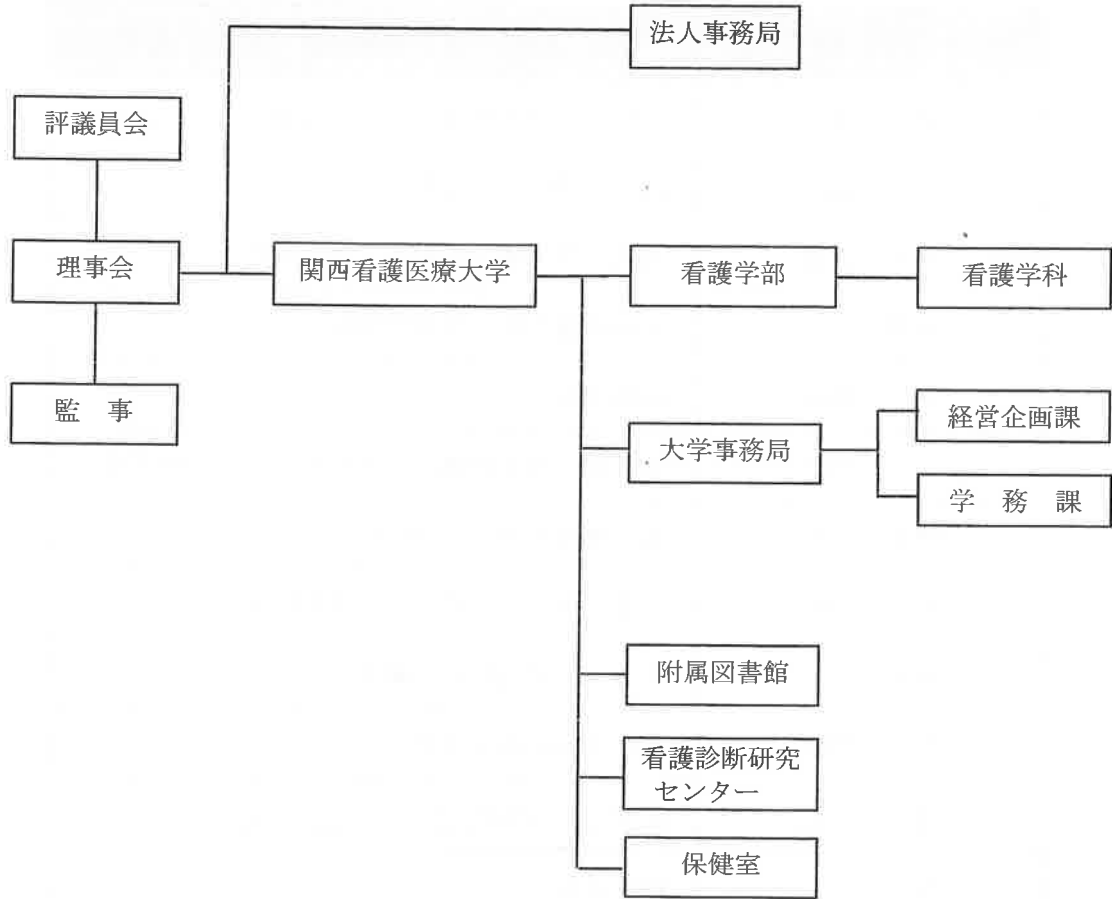 法人事務局
評議員会
理事会
関西看護医療大学
看護学部
看護学科
監　事
大学事務局
経営企画課
学　務　課
附属図書館
看護診断研究
センター
保健室